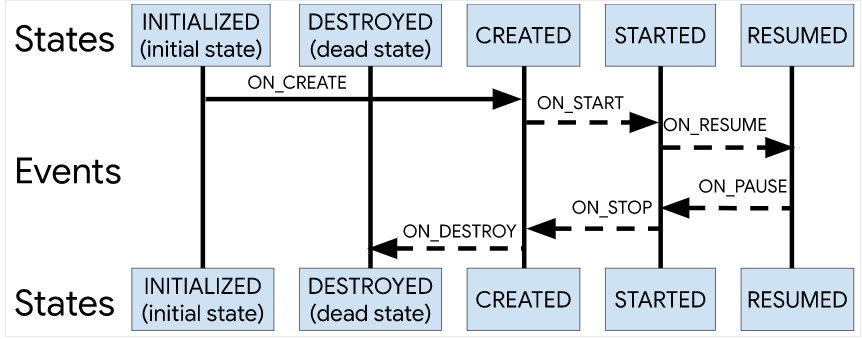 States
INITIALIZED
(initial state)
DESTROYED
(dead state)
CREATED
STARTED
RESUMED
ON_CREATE
ON_START
ON_RESUME
Events
ON_PAUSE
ON_STOP
ON_DESTROY
States
INITIALIZED
(initial state)
DESTROYED
(dead state)
CREATED
STARTED
RESUMED